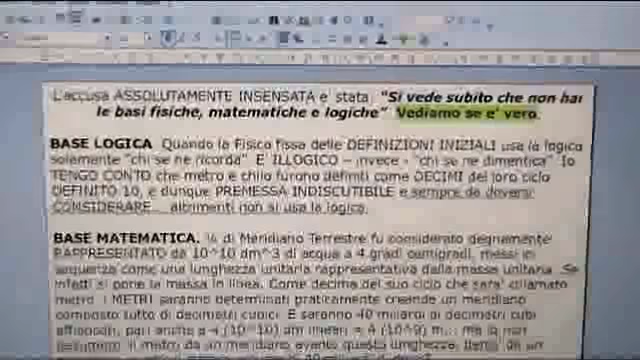 L'accusa ASSOLUTAMENTE INSENSATA e' stata "Si vede subito che non hai
le basi fisiche, matematiche e logiche" Vediamo se e' vero.
BASE LOGICA. Quando la Fisica fissa delle DEFINIZIONI INIZIALI usa la logica
solamente "chi se ne ricorda" E' ILLOGICO – invece – "chi se ne dimentica" Io
TENGO CONTO che metro e chilo furono definiti come DECIMI del loro ciclo
DEFINITO 10, e dunque PREMESSA INDISCUTIBILE e sempre da doversi
CONSIDERARE... altrimenti non si usa la logica.
BASE MATEMATICA. ¼ di Meridiano Terrestre fu considerato degnamente
RAPPRESENTATO da 10^10 dm^3 di acqua a 4 gradi centigradi, messi in
sequenza come una lunghezza unitaria rappresentativa della massa unitaria. Se
infatti si pone la massa in linea. Come decima del suo ciclo che sara' chiamato
metro i METRI saranno determinati praticamente creando un meridiano
composto tutto di decimetri cubici. E saranno 40 miliardi di decimetri cubi
affiancati, pari anche a 4 (10^10) dm lineari = 4 (10^9) m... ma io non
metro da un meridiano avente questa lunghezza,